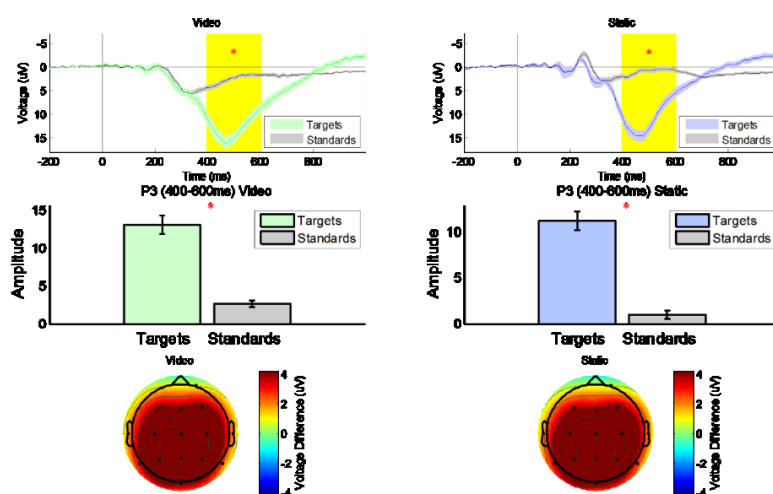 Video
Static
-5
0
5
10
15
Voltage (uV)
*
Targets
Standards
-200
0
200
400
600
800
Time (ms)
-5
0
5
10
15
Voltage (uV)
*
Targets
Standards
-200
0
200
400
600
800
Time (ms)
P3 (400-600ms) Video
15
10
5
0
Amplitude
*
Targets
Standards
Targets Standards
P3 (400-600ms) Static
10
5
0
Amplitude
*
Targets
Standards
Targets Standards
Video
4
2
0
-2
-4
Voltage Difference (uV)
Static
4
2
0
-2
-4
Voltage Difference (uV)